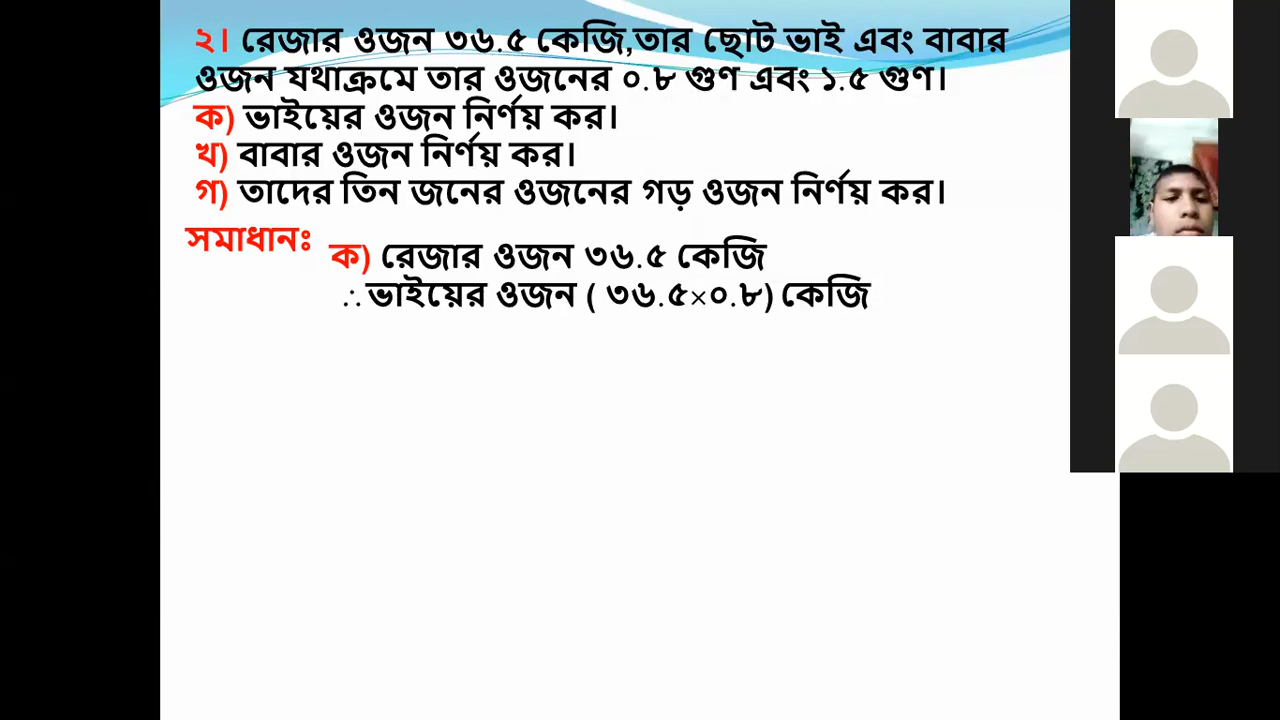 ২। রেজার ওজন ৩৬.৫ কেজি,তার ছোট ভাই এবং বাবার
ওজন যথাক্রমে তার ওজনের ০.৮ গুণ এবং ১.৫ গুণ।
ক) ভাইয়ের ওজন নির্ণয় কর।
খ) বাবার ওজন নির্ণয় কর।
গ) তাদের তিন জনের ওজনের গড় ওজন নির্ণয় কর।
সমাধানঃ
ক) রেজার ওজন ৩৬.৫ কেজি
∴ ভাইয়ের ওজন ( ৩৬.৫×০.৮) কেজি